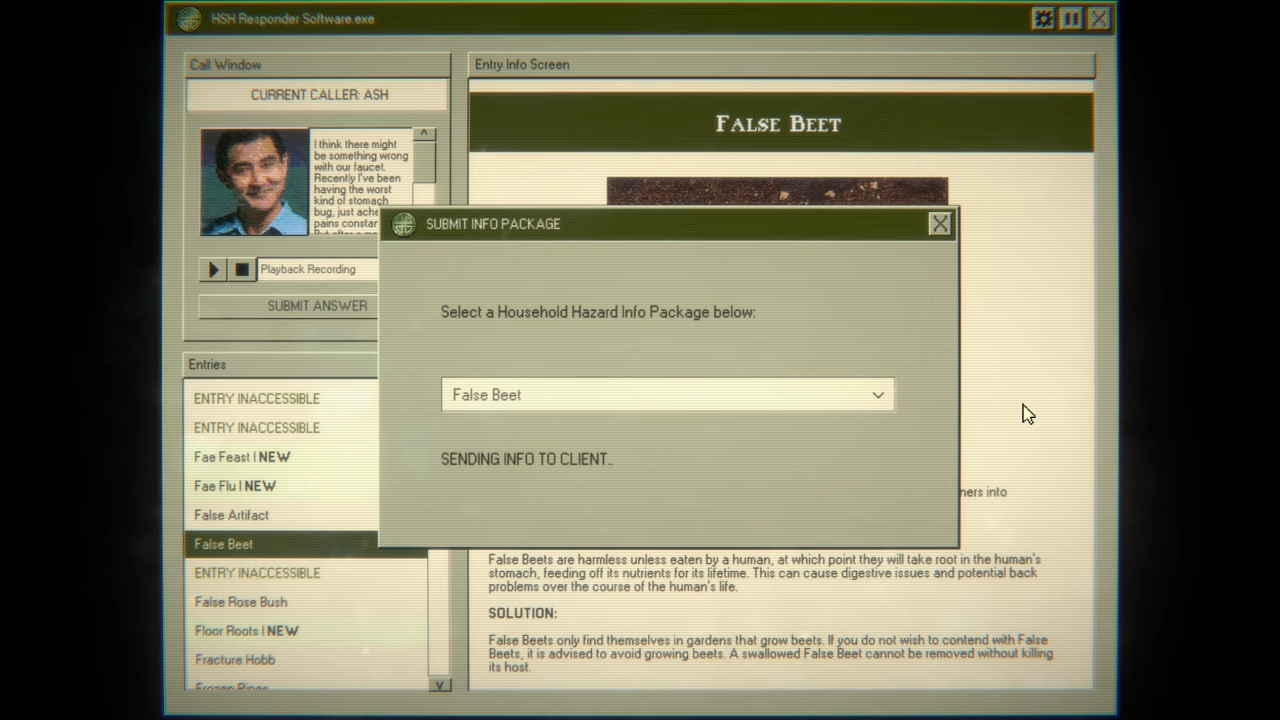 HSH Responder Software.exe
Call Window
CURRENT CALLER: ASH
I think there might
be something wrong
with our faucet.
Recently I've been
having the worst
kind of stomach
bug, just ache
pains constan
Playback Recording
SUBMIT ANSWER
Entries
ENTRY INACCESSIBLE
ENTRY INACCESSIBLE
Fae Feast | NEW
Fae Flu | NEW
False Artifact
False Beet
ENTRY INACCESSIBLE
False Rose Bush
Floor Roots | NEW
Fracture Hobb
Frozen Pipes
Entry Info Screen
FALSE BEET
SUBMIT INFO PACKAGE
Select a Household Hazard Info Package below:
False Beet
SENDING INFO TO CLIENT..
ners into
False Beets are harmless unless eaten by a human, at which point they will take root in the human's
stomach, feeding off its nutrients for its lifetime. This can cause digestive issues and potential back
problems over the course of the human's life.
SOLUTION:
False Beets only find themselves in gardens that grow beets. If you do not wish to contend with False
Beets, it is advised to avoid growing beets. A swallowed False Beet cannot be removed without killing
its host.